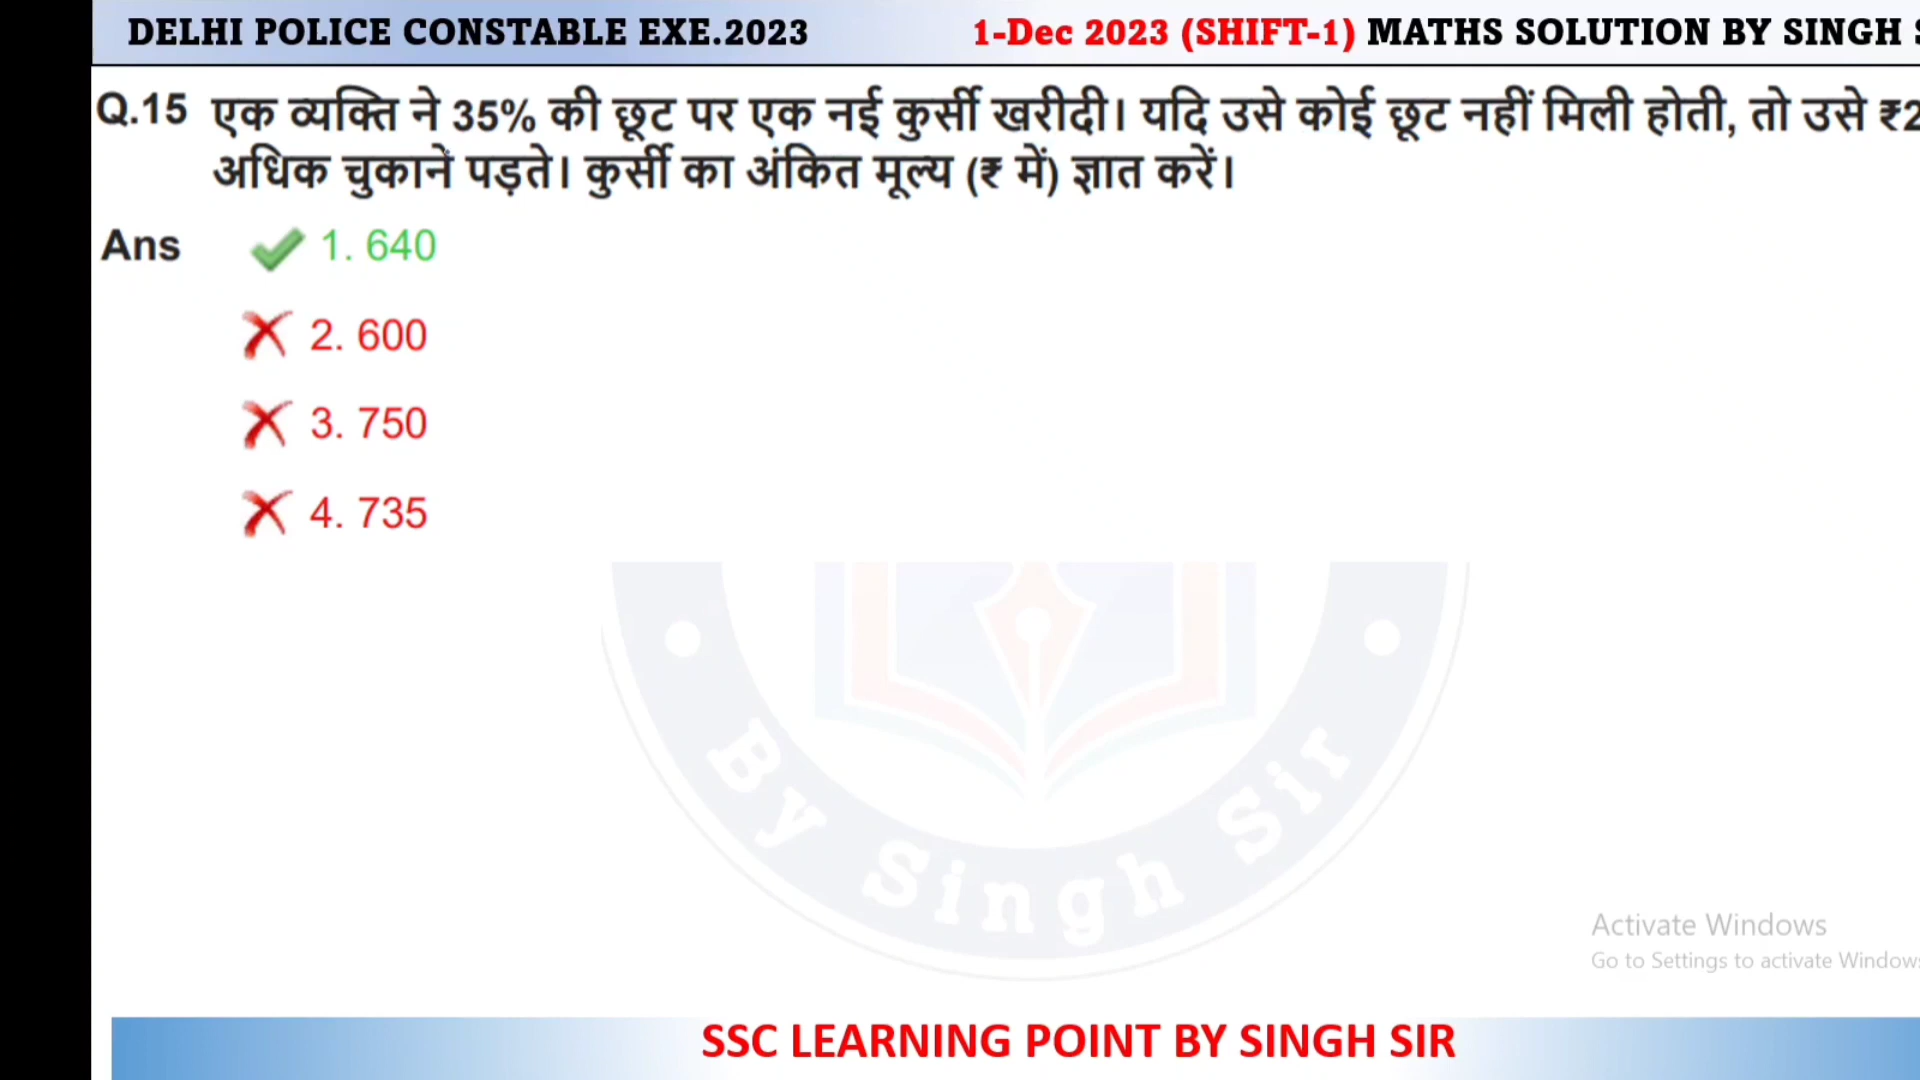 DELHI POLICE CONSTABLE EXE.2023 1-Dec 2023 (SHIFT-1) MATHS SOLUTION BY SINGH
Q.15 एक व्यक्ति ने 35% की छूट पर एक नई कुर्सी खरीदी। यदि उसे कोई छूट नहीं मिली होती, तो उसे ₹2
अधिक चुकाने पड़ते। कुर्सी का अंकित मूल्य (₹ में) ज्ञात करें।
Ans 1. 640
2. 600
3. 750
4. 735
By Singh Sir
Activate Windows
Go to Settings to activate Windows
SSC LEARNING POINT BY SINGH SIR